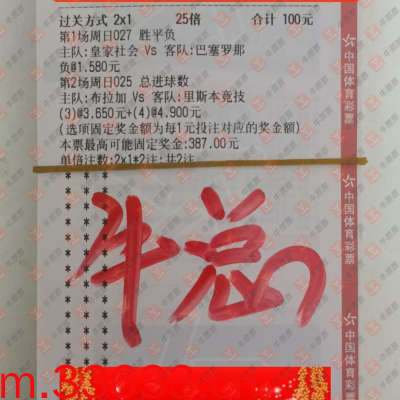 过关方式 2x1 25倍 合计 100元
第1场周日027 胜平负
主队:皇家社会 Vs 客队:巴塞罗那
负@1.580元
第2场周日025 总进球数
主队:布拉加 Vs 客队:里斯本竞技
(3)@3.650元+(4)@4.900元
(选项固定奖金额为每1元投注对应的奖金额)
本票最高可能固定奖金:387.00元
单倍注数:2x1*2注;共2注
牛总
中国体育彩票
中国体育彩票
中国体育彩票